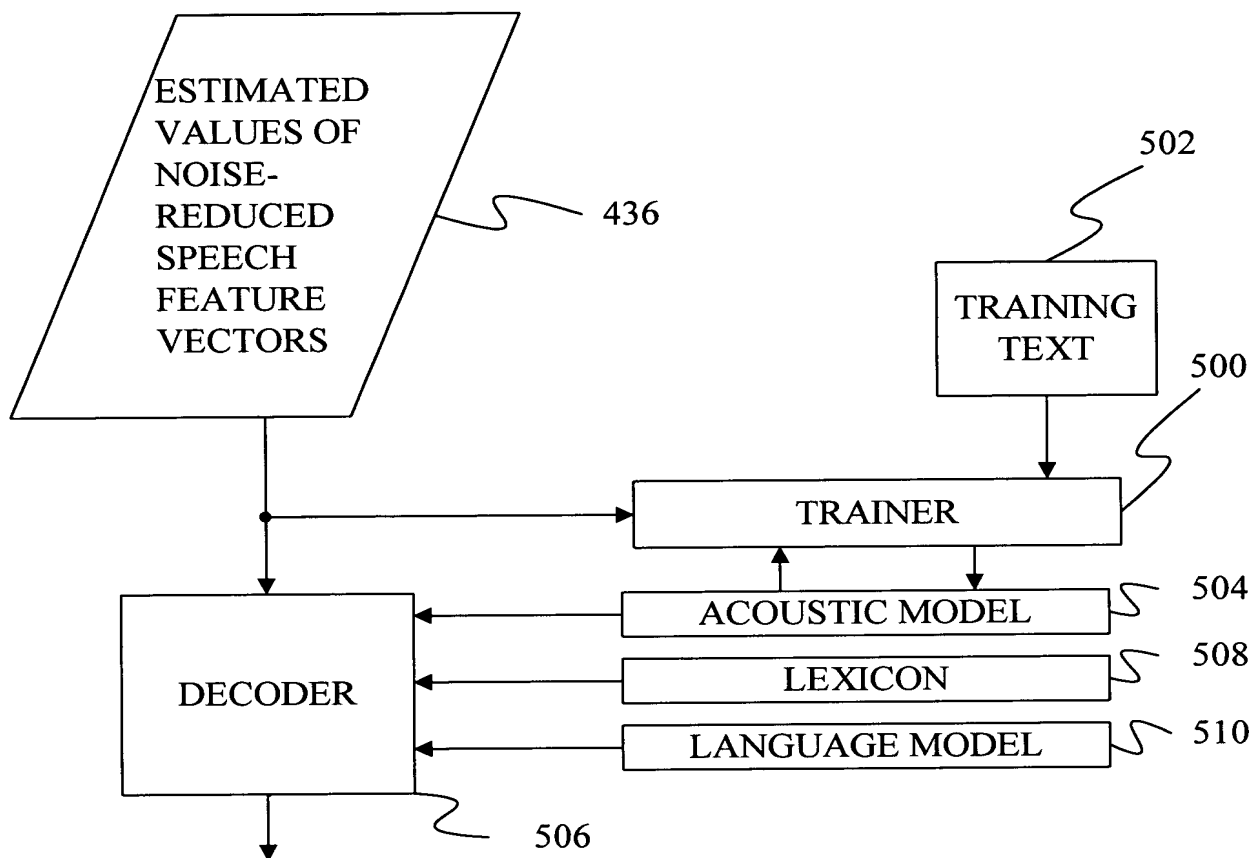 ESTIMATED
VALUES OF
NOISE-
REDUCED
SPEECH
FEATURE
VECTORS
436
502
TRAINING
TEXT
500
TRAINER
ACOUSTIC MODEL
504
LEXICON
508
LANGUAGE MODEL
510
DECODER
506